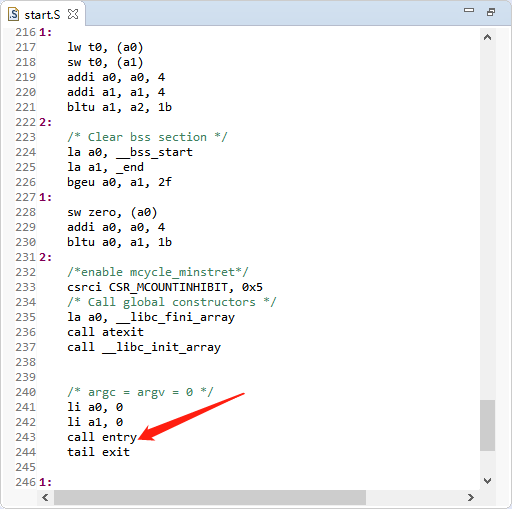 start.S
216 1:
217 lw t0, (a0)
218 sw t0, (a1)
219 addi a0, a0, 4
220 addi a1, a1, 4
221 bltu a1, a2, 1b
222 2:
223 /* Clear bss section */
224 la a0, __bss_start
225 la a1, _end
226 bgeu a0, a1, 2f
227 1:
228 sw zero, (a0)
229 addi a0, a0, 4
230 bltu a0, a1, 1b
231 2:
232 /*enable mcycle_minstret*/
233 csrci CSR_MCOUNTINHIBIT, 0x5
234 /* Call global constructors */
235 la a0, __libc_fini_array
236 call atexit
237 call __libc_init_array
238
239
240 /* argc = argv = 0 */
241 li a0, 0
242 li a1, 0
243 call entry
244 tail exit
245
246 1: